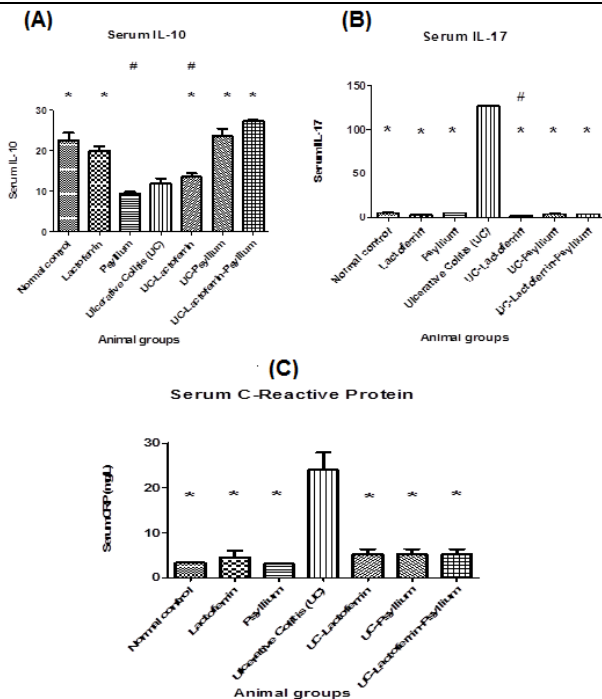 (A)
Serum IL-10
# #
* * * * *
30
20
10
0
Serum IL-10
Normal control
Lactoferrin
Psyllium
Ulcerative Colitis (UC)
UC-Lactoferrin
UC-Psyllium
UC-Lactoferrin-Psyllium
Animal groups
(B)
Serum IL-17
#
* * * * * *
150
100
50
0
Serum IL-17
Normal control
Lactoferrin
Psyllium
Ulcerative Colitis (UC)
UC-Lactoferrin
UC-Psyllium
UC-Lactoferrin-Psyllium
Animal groups
(C)
Serum C-Reactive Protein
* * * * * *
30
20
10
0
Serum CRP (mg/L)
Normal control
Lactoferrin
Psyllium
Ulcerative Colitis (UC)
UC-Lactoferrin
UC-Psyllium
UC-Lactoferrin-Psyllium
Animal groups